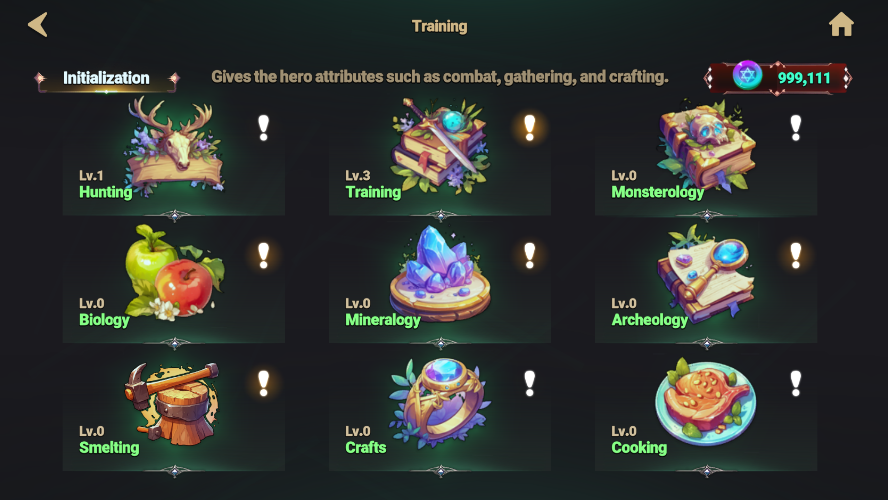 Training
Initialization
Gives the hero attributes such as combat, gathering, and crafting.
999,111
Lv.1
Hunting
Lv.3
Training
Lv.0
Monsterology
Lv.0
Biology
Lv.0
Mineralogy
Lv.0
Archeology
Lv.0
Smelting
Lv.0
Crafts
Lv.0
Cooking